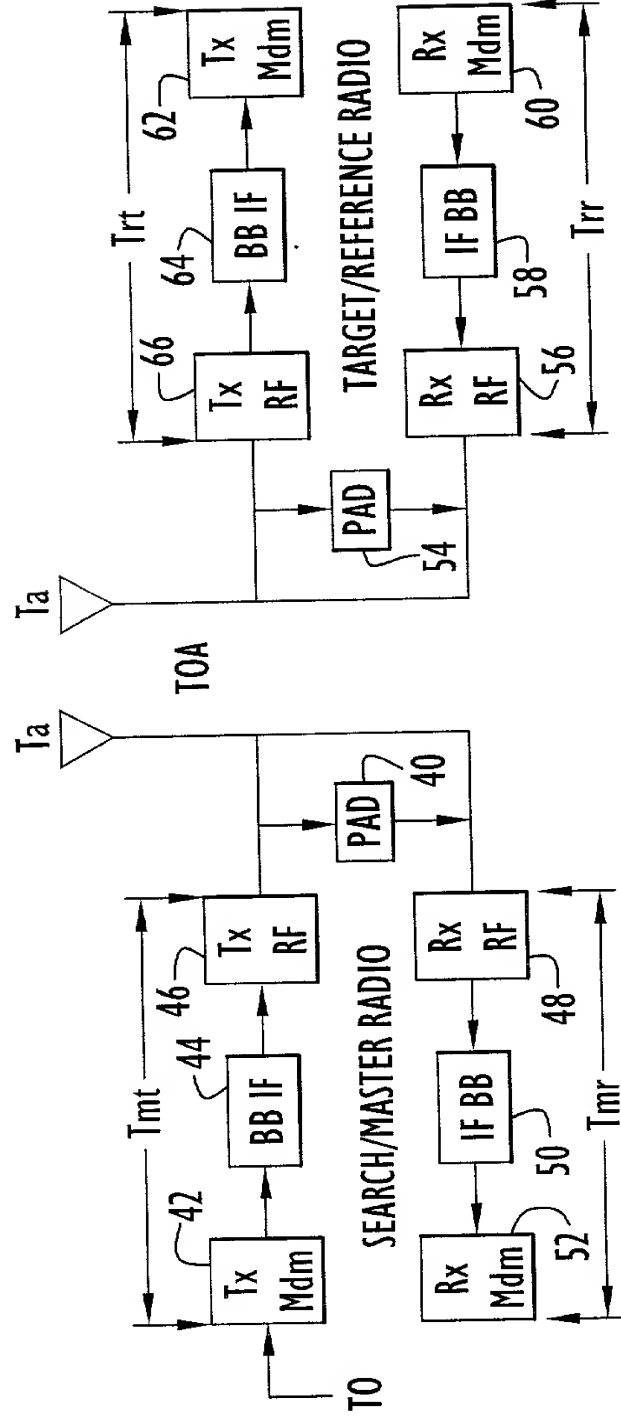 TO
Tmt
42
Tx
Mdm
44
BB IF
46
Tx
RF
Ta
SEARCH/MASTER RADIO
PAD
40
TOA
Rx
Mdm
52
IF BB
50
Rx
RF
48
Tmr
Ta
Trt
66
Tx
RF
64
BB IF
62
Tx
Mdm
TARGET/REFERENCE RADIO
PAD
54
Rx
RF
56
IF BB
58
Rx
Mdm
60
Trr